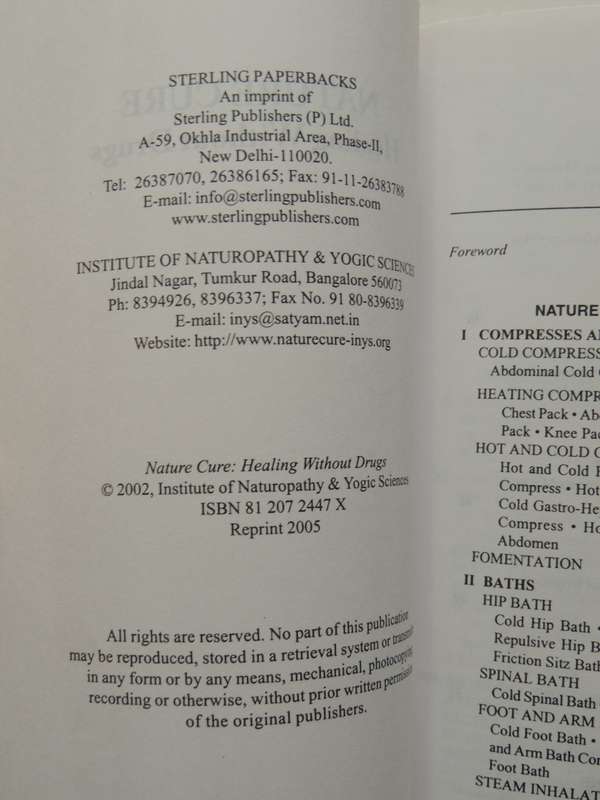 STERLING PAPERBACKS
An imprint of
Sterling Publishers (P) Ltd.
A-59, Okhla Industrial Area, Phase-II,
New Delhi-110020.
Tel: 26387070, 26386165; Fax: 91-11-26383788
E-mail: info@sterlingpublishers.com
www.sterlingpublishers.com
INSTITUTE OF NATUROPATHY & YOGIC SCIENCES
Jindal Nagar, Tumkur Road, Bangalore 560073
Ph: 8394926, 8396337; Fax No. 91 80-8396339
E-mail: inys@satyam.net.in
Website: http://www.naturecure-inys.org
Nature Cure: Healing Without Drugs
© 2002, Institute of Naturopathy & Yogic Sciences
ISBN 81 207 2447 X
Reprint 2005
All rights are reserved. No part of this publication
may be reproduced, stored in a retrieval system or
in any form or by any means, mechanical,
recording or otherwise, without prior written permission
of the original publishers.
Foreword
NATURE
I COMPRESSES
COLD
Abdominal Cold
HEATING
Chest Pack •
Pack • Knee
HOT AND COLD
Hot and Cold
Compress • Hot
Cold
Compress •
Abdomen
FOMENTATION
II BATHS
HIP BATH
Cold Hip Bath •
Repulsive Hip
Friction Sitz Bath
SPINAL BATH
Cold Spinal Bath
FOOT AND ARM
Cold Foot Bath •
and Arm Bath
Foot Bath
STEAM